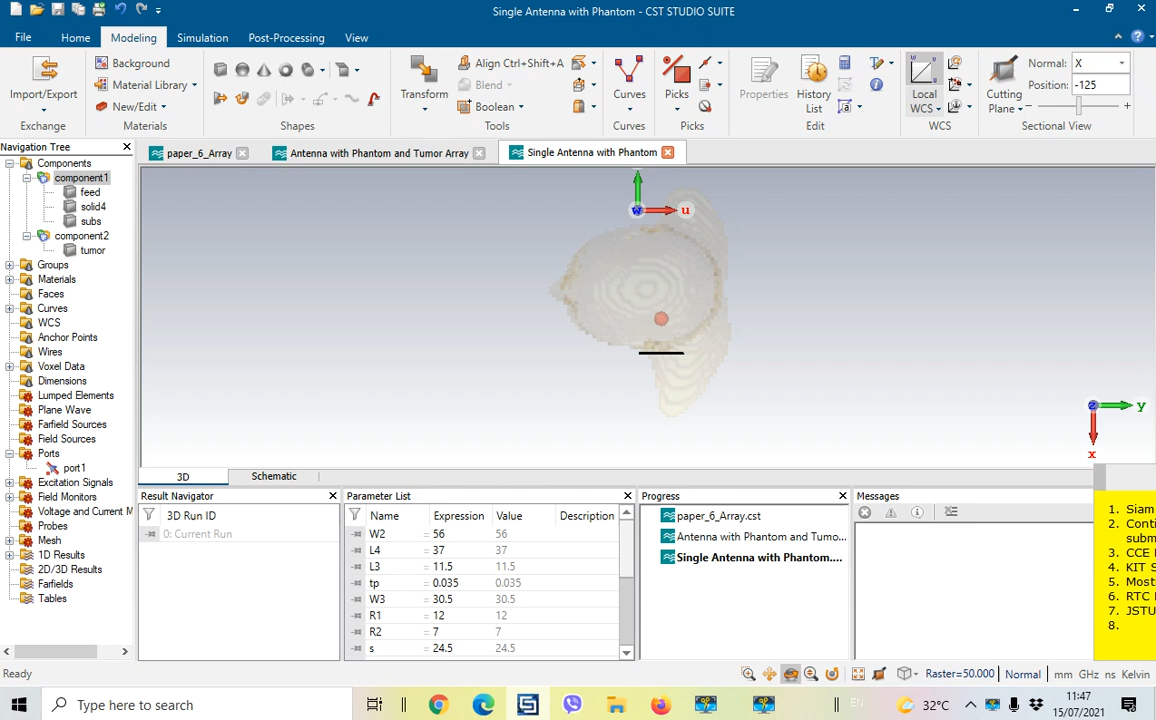 Single Antenna with Phantom - CST STUDIO SUITE
File Home Modeling Simulation Post-Processing View
Import/Export
Exchange
Background
Material Library
New/Edit
Materials
Shapes
Transform
Align Ctrl+Shift+A
Blend
Boolean
Tools
Curves
Curves
Picks
Picks
Properties
History
List
Edit
Local
WCS
WCS
Cutting
Plane
Normal: X
Position: -125
Sectional View
Navigation Tree
paper_6_Array
Antenna with Phantom and Tumor Array
Single Antenna with Phantom
Components
component1
feed
solid4
subs
component2
tumor
Groups
Materials
Faces
Curves
WCS
Anchor Points
Wires
Voxel Data
Dimensions
Lumped Elements
Plane Wave
Farfield Sources
Field Sources
Ports
port1
Excitation Signals
Field Monitors
Voltage and Current M
Probes
Mesh
1D Results
2D/3D Results
Farfields
Tables
w
u
y
z
x
3D Schematic
Result Navigator
3D Run ID
0: Current Run
Parameter List
Name Expression Value Description
W2 = 56 56
L4 = 37 37
L3 = 11.5 11.5
tp = 0.035 0.035
W3 = 30.5 30.5
R1 = 12 12
R2 = 7 7
s = 24.5 24.5
Progress
paper_6_Array.cst
Antenna with Phantom and Tumo...
Single Antenna with Phantom....
Messages
1. Siam
2. Conti
subm
3. CCE
4. KIT S
5. Most
6. RTC
7. JSTU
8.
Ready
Raster=50.000 Normal mm GHz ns Kelvin
Type here to search
EN
32°C
11:47
15/07/2021